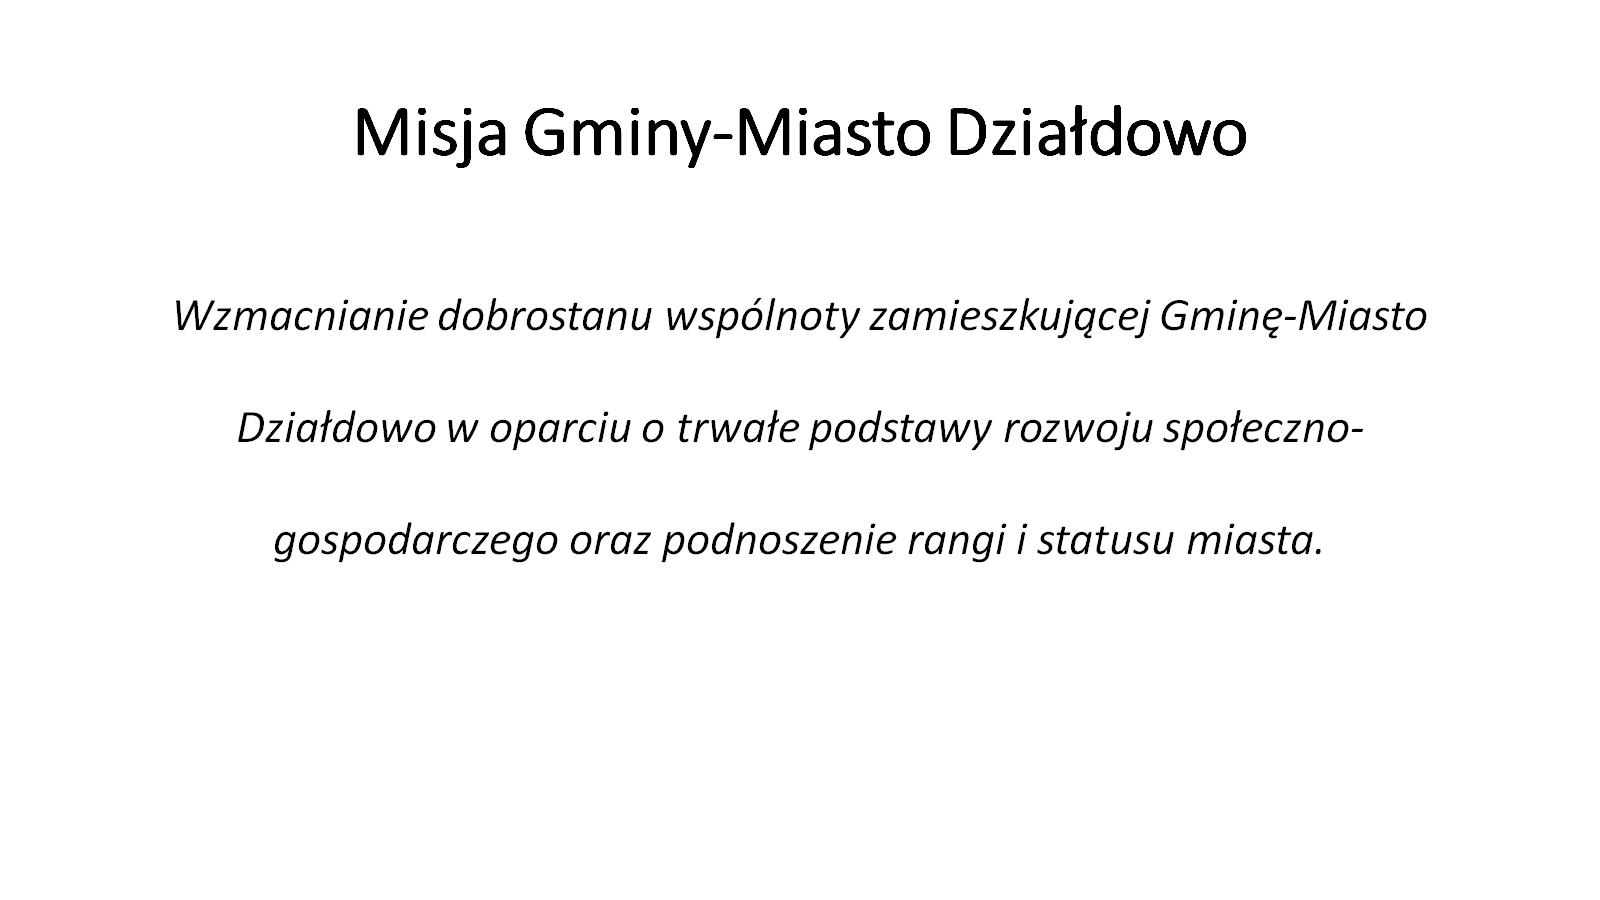 Misja Gminy-Miasto Działdowo
Wzmacnianie dobrostanu wspólnoty zamieszkującej Gminę-Miasto
Działdowo w oparciu o trwałe podstawy rozwoju społeczno-
gospodarczego oraz podnoszenie rangi i statusu miasta.